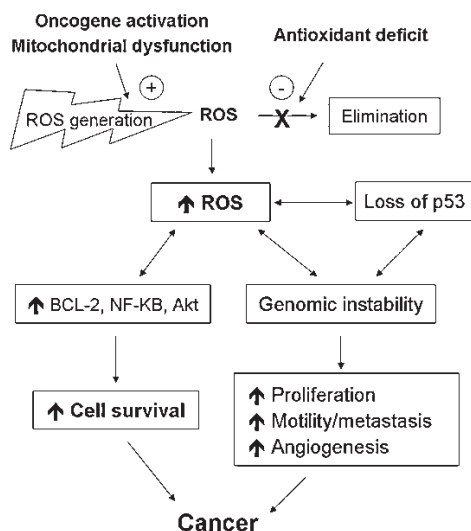 Oncogene activation
Mitochondrial dysfunction
Antioxidant deficit
+
-
ROS generation
ROS
X
Elimination
↑ ROS
Loss of p53
↑ BCL-2, NF-KB, Akt
Genomic instability
↑ Cell survival
↑ Proliferation
↑ Motility/metastasis
↑ Angiogenesis
Cancer